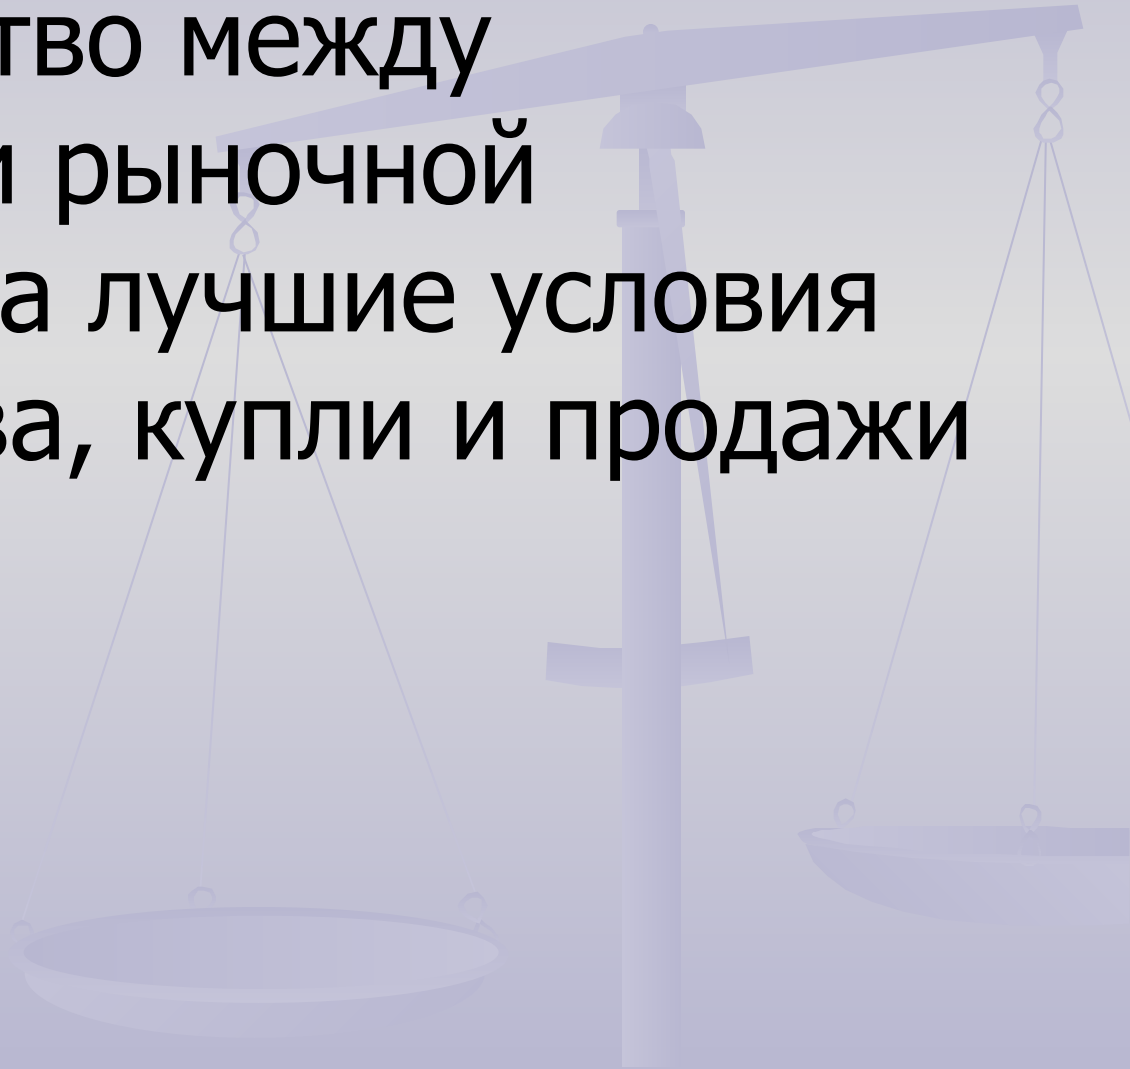 тво между
и рыночной
а лучшие условия
ва, купли и продажи